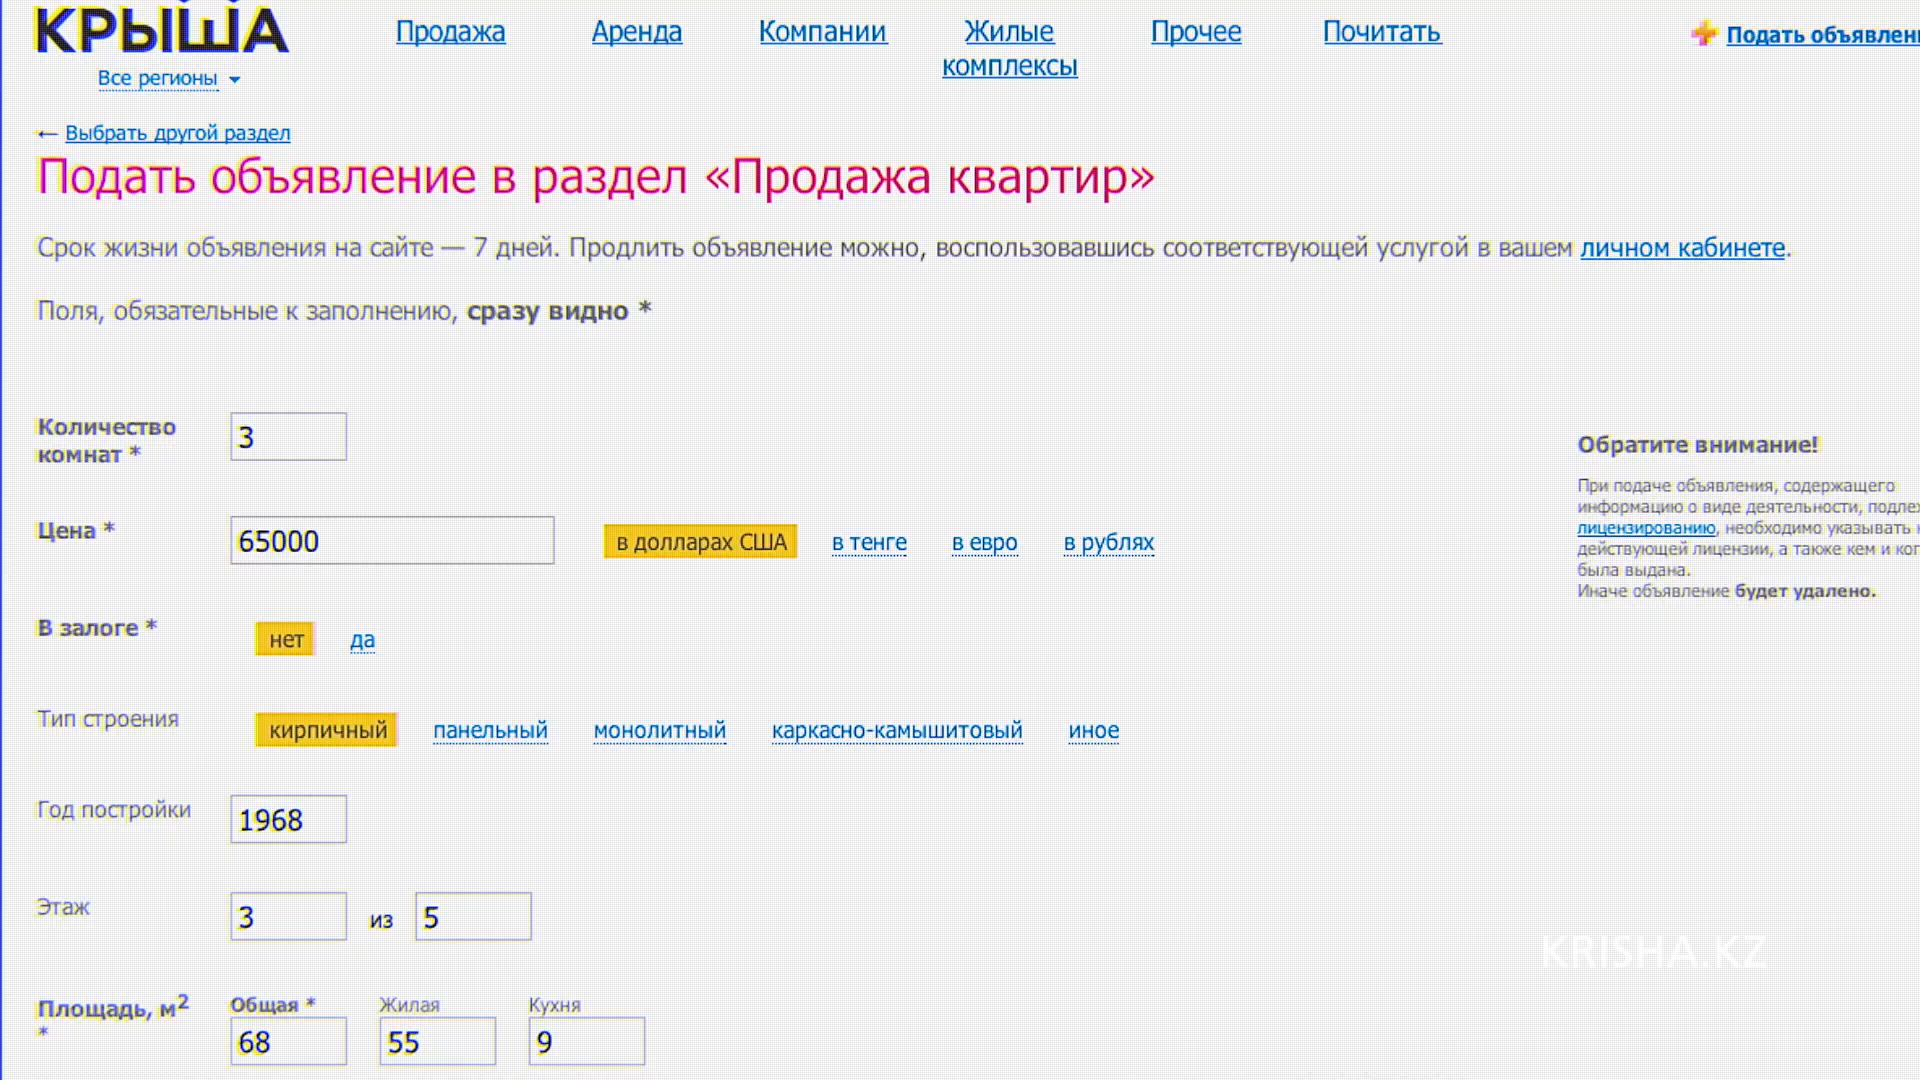 КРЫША
Продажа Аренда Компании Жилые комплексы Прочее Почитать
Подать
Все регионы
← Выбрать другой раздел
Подать объявление в раздел «Продажа квартир»
Срок жизни объявления на сайте — 7 дней. Продлить объявление можно, воспользовавшись соответствующей услугой в вашем личном кабинете.
Поля, обязательные к заполнению, сразу видно *
Количество комнат * 3
Обратите внимание!
При подаче объявления, содержащего
информацию о виде деятельности,
лицензированию, необходимо указывать
действующей лицензии, а также кем и
была выдана.
Иначе объявление будет удалено.
Цена * 65000 в долларах США в тенге в евро в рублях
В залоге * нет да
Тип строения кирпичный панельный монолитный каркасно-камышитовый иное
Год постройки 1968
Этаж 3 из 5
KRISHA.KZ
Площадь, м² *
Общая * Жилая Кухня
68 55 9